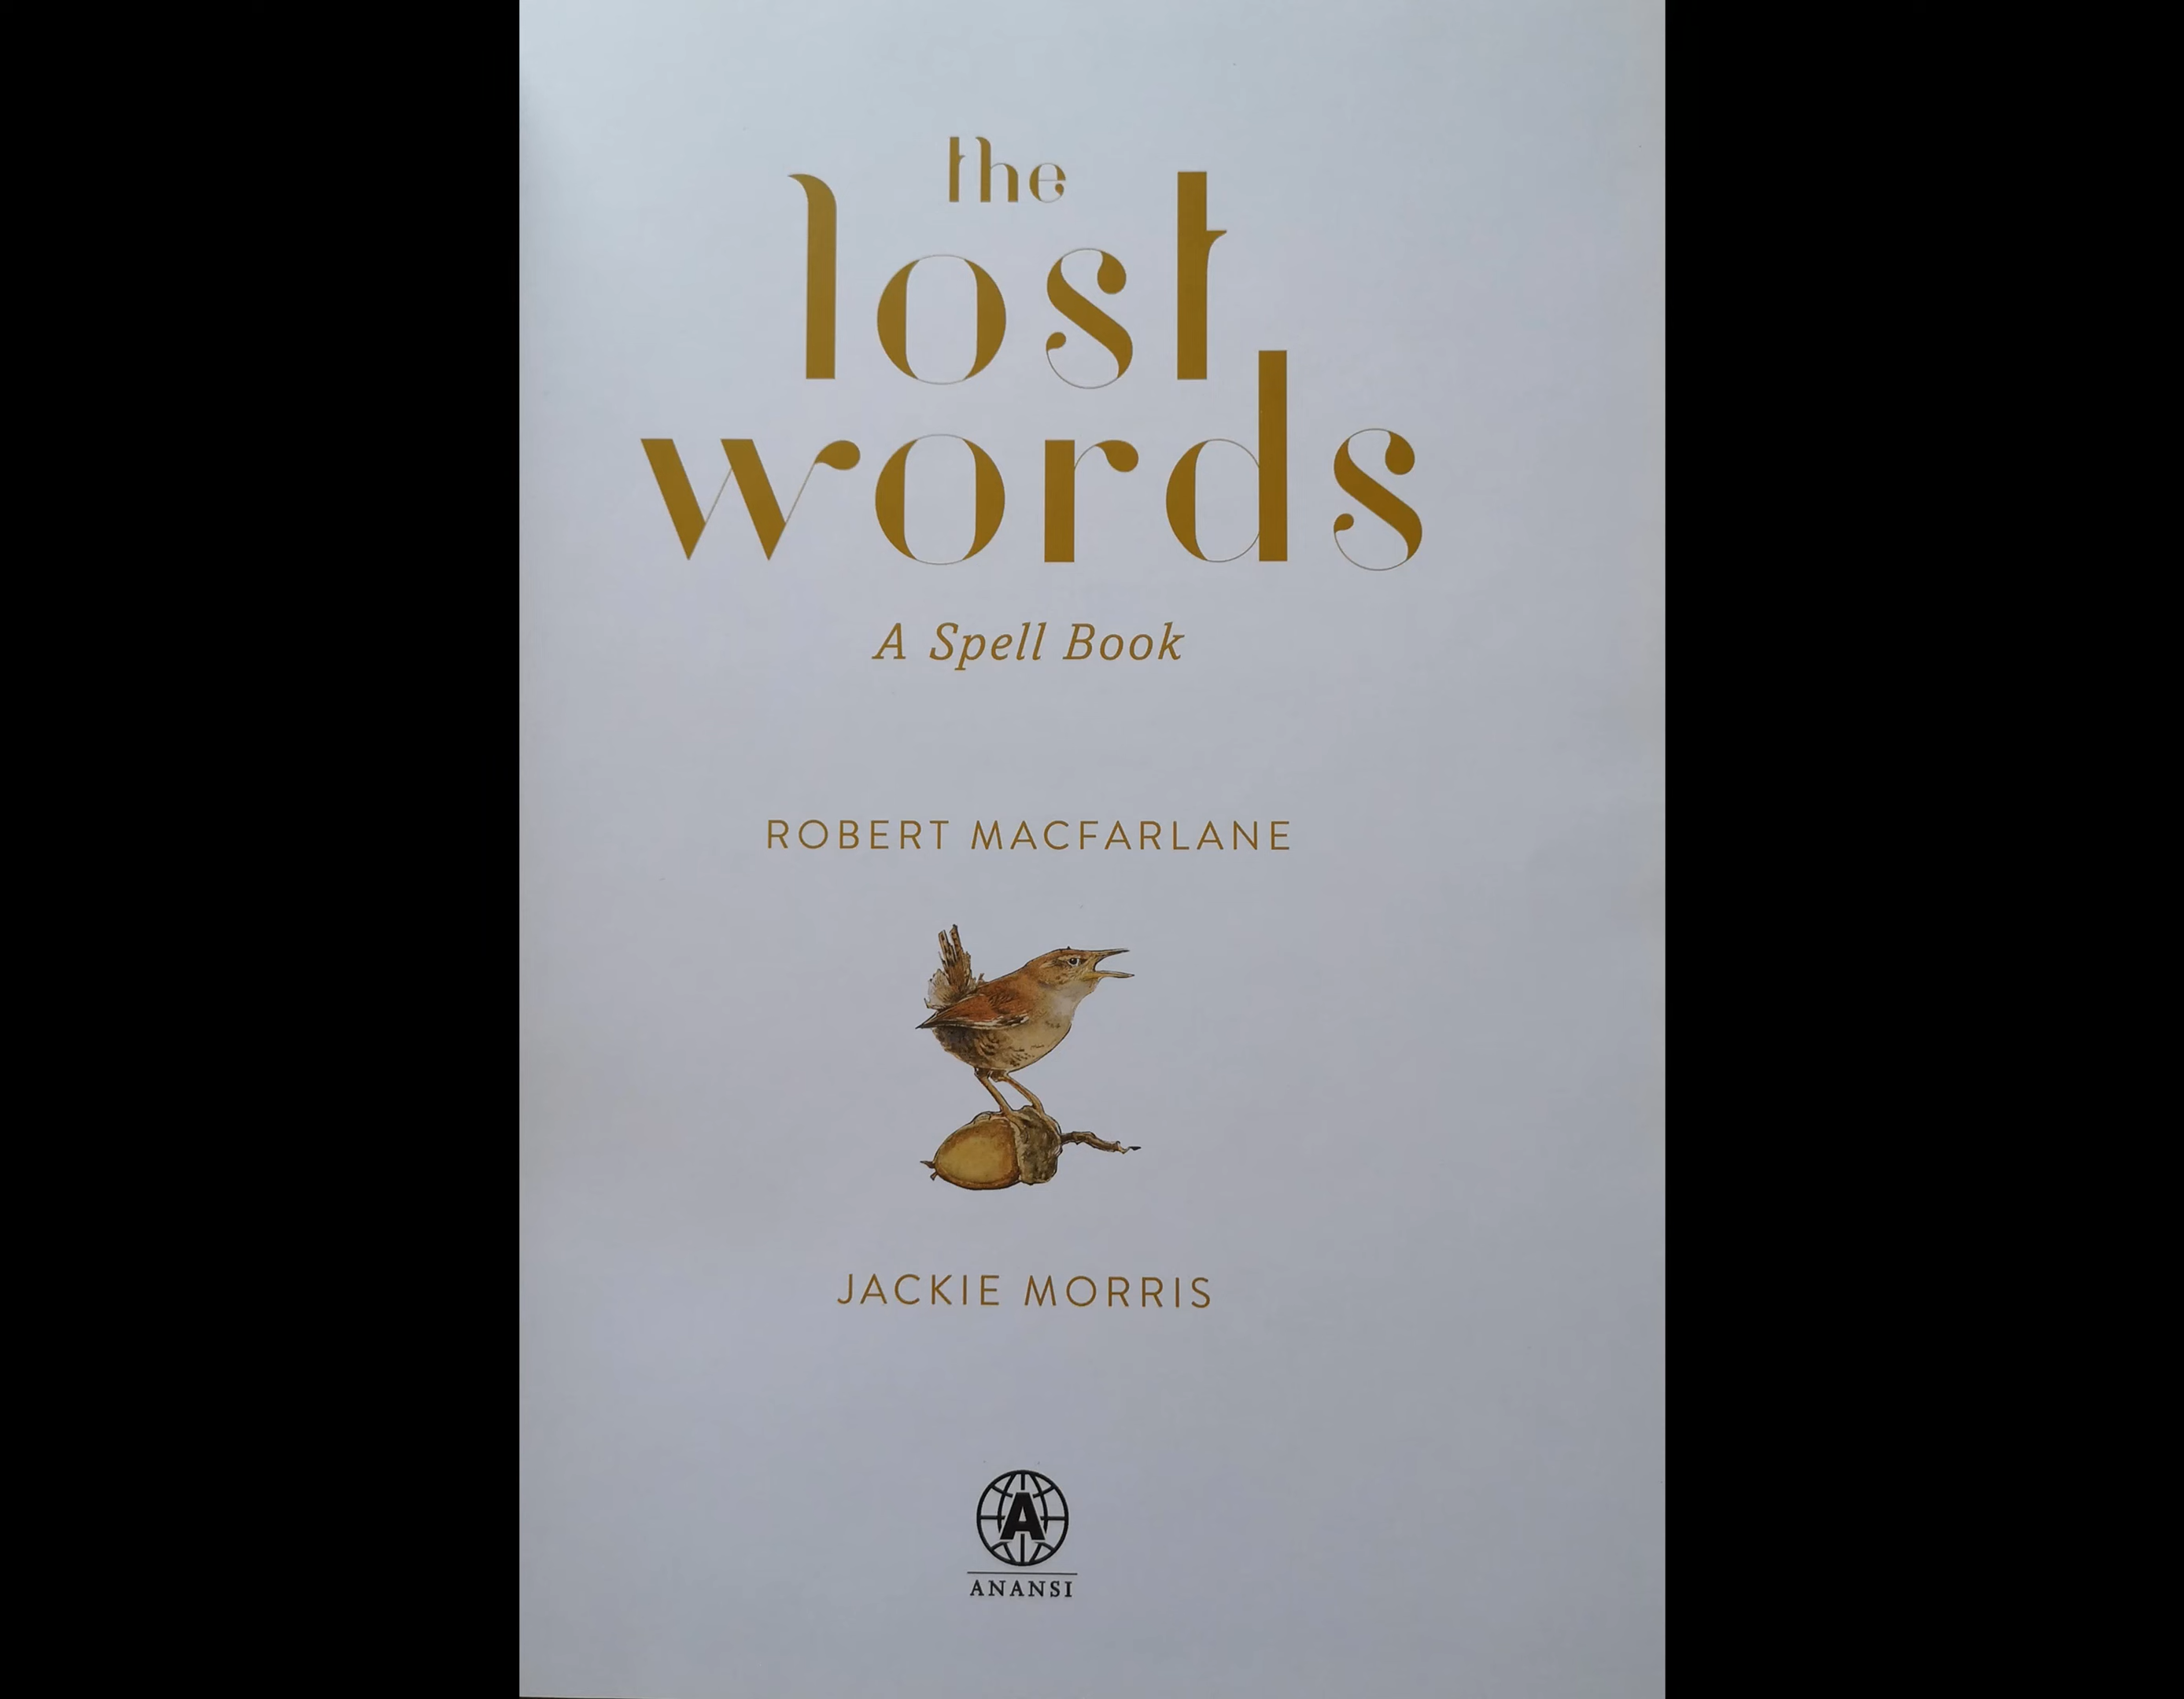 the
lost
words
A Spell Book
ROBERT MACFARLANE
JACKIE MORRIS
A
ANANSI